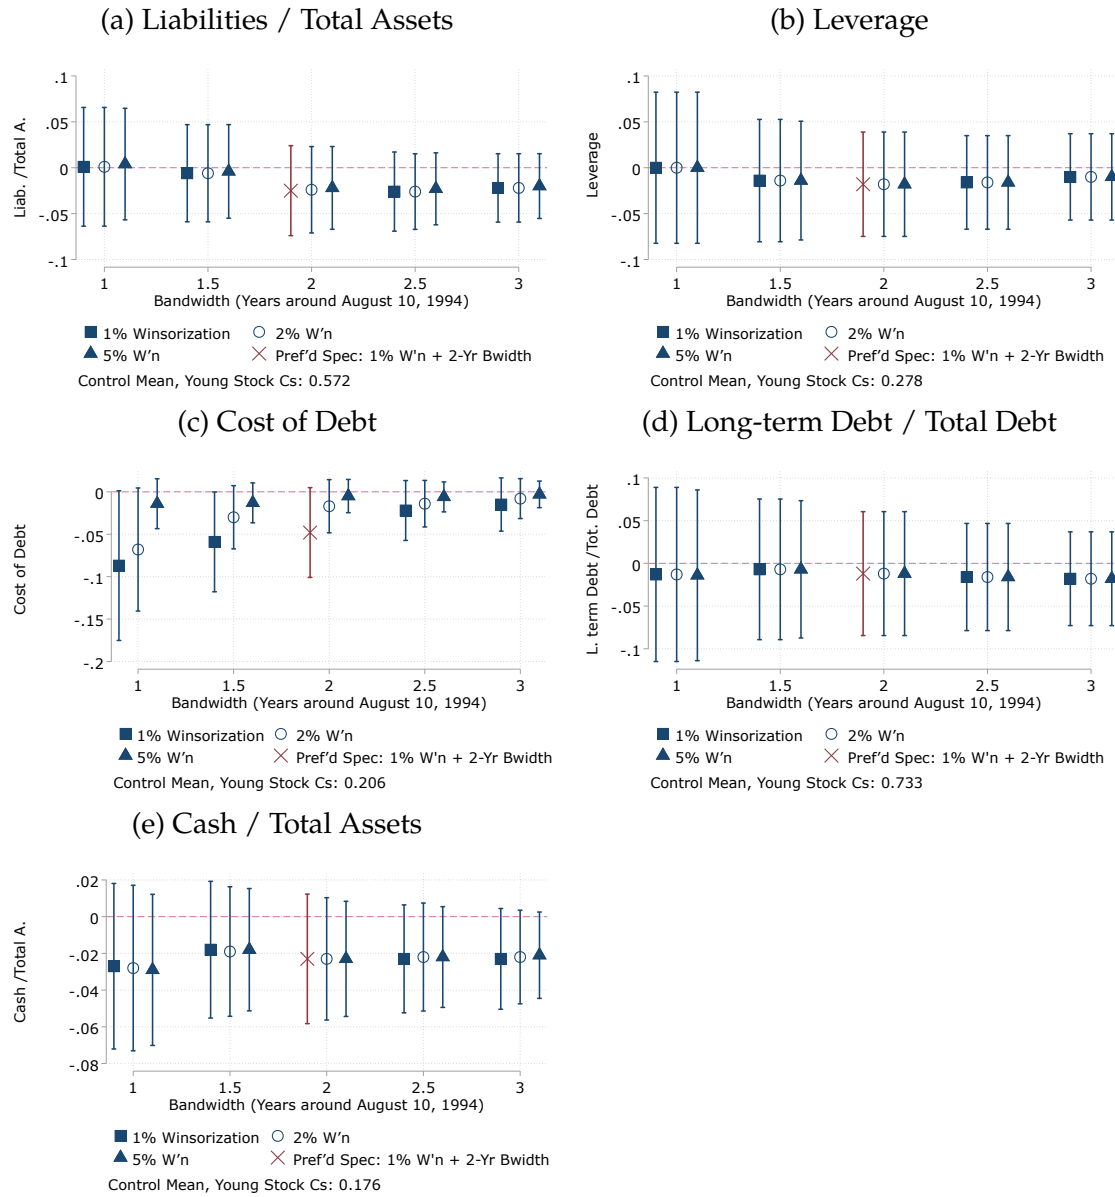 (a) Liabilities / Total Assets
.1
.05
0
-.05
-.1
Liab. /Total A.
1 1.5 2 2.5 3
Bandwidth (Years around August 10, 1994)
1% Winsorization 2% W'n
5% W'n Pref'd Spec: 1% W'n + 2-Yr Bwidth
Control Mean, Young Stock Cs: 0.572
(b) Leverage
.1
.05
0
-.05
-.1
Leverage
1 1.5 2 2.5 3
Bandwidth (Years around August 10, 1994)
1% Winsorization 2% W'n
5% W'n Pref'd Spec: 1% W'n + 2-Yr Bwidth
Control Mean, Young Stock Cs: 0.278
(c) Cost of Debt
0
-.05
-.1
-.15
-.2
Cost of Debt
1 1.5 2 2.5 3
Bandwidth (Years around August 10, 1994)
1% Winsorization 2% W'n
5% W'n Pref'd Spec: 1% W'n + 2-Yr Bwidth
Control Mean, Young Stock Cs: 0.206
(d) Long-term Debt / Total Debt
.1
.05
0
-.05
-.1
L. term Debt /Tot. Debt
1 1.5 2 2.5 3
Bandwidth (Years around August 10, 1994)
1% Winsorization 2% W'n
5% W'n Pref'd Spec: 1% W'n + 2-Yr Bwidth
Control Mean, Young Stock Cs: 0.733
(e) Cash / Total Assets
.02
0
-.02
-.04
-.06
-.08
Cash /Total A.
1 1.5 2 2.5 3
Bandwidth (Years around August 10, 1994)
1% Winsorization 2% W'n
5% W'n Pref'd Spec: 1% W'n + 2-Yr Bwidth
Control Mean, Young Stock Cs: 0.176